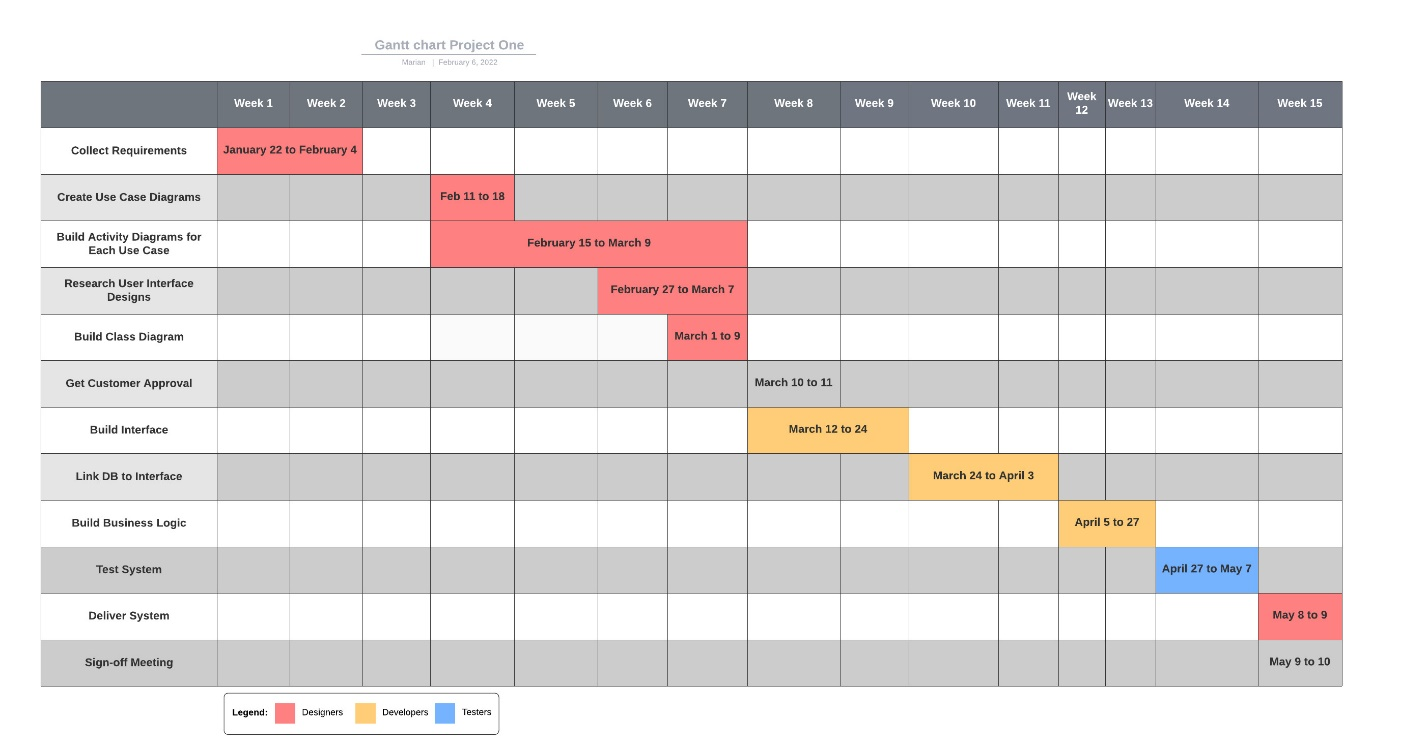 Gantt chart Project One
Marian | February 6, 2022
Week 1 Week 2 Week 3 Week 4 Week 5 Week 6 Week 7 Week 8 Week 9 Week 10 Week 11 Week 12 Week 13 Week 14 Week 15
Collect Requirements January 22 to February 4
Create Use Case Diagrams Feb 11 to 18
Build Activity Diagrams for
Each Use Case
February 15 to March 9
Research User Interface
Designs
February 27 to March 7
Build Class Diagram March 1 to 9
Get Customer Approval March 10 to 11
Build Interface March 12 to 24
Link DB to Interface March 24 to April 3
Build Business Logic April 5 to 27
Test System April 27 to May 7
Deliver System May 8 to 9
Sign-off Meeting May 9 to 10
Legend: Designers Developers Testers